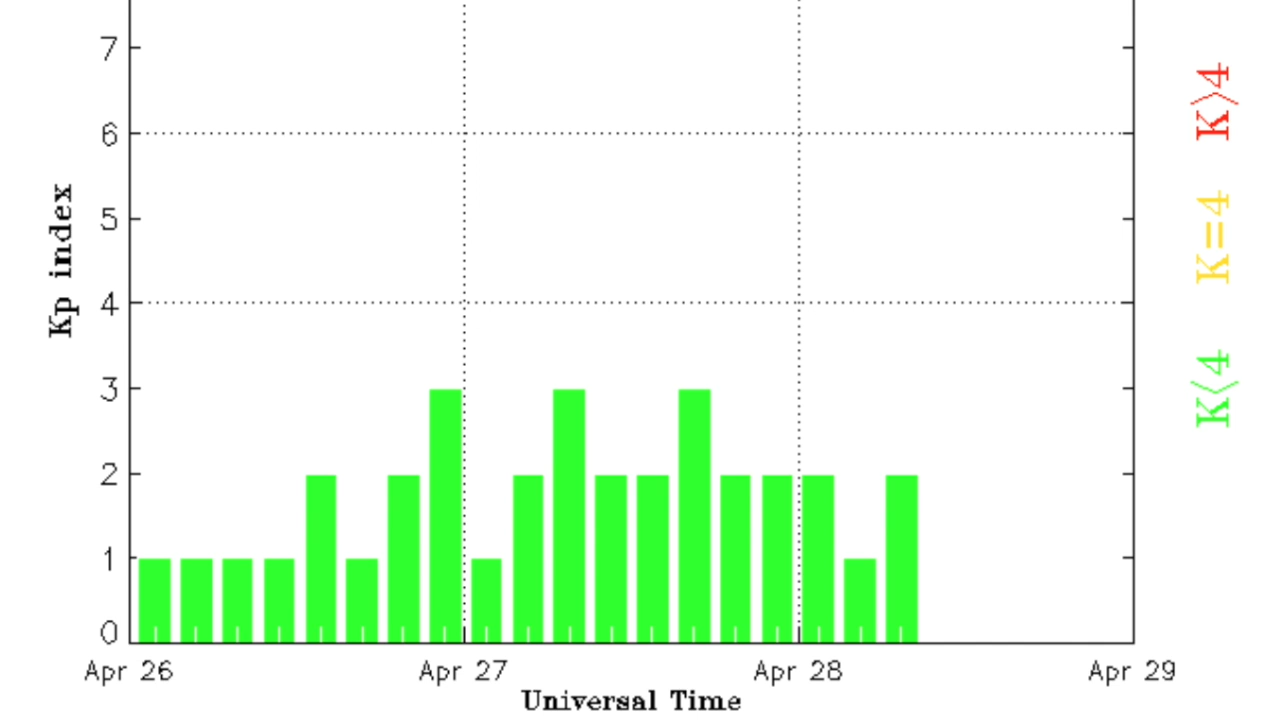 7
6
5
4
3
2
1
0
Kp index
Apr 26
Apr 27
Apr 28
Apr 29
Universal Time
K<4
K=4
K>4